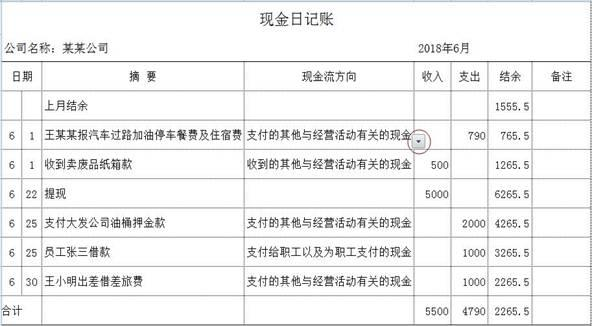 现金日记账
公司名称：某某公司 2018年6月
日期 摘 要 现金流方向 收入 支出 结余 备注
上月结余 1555.5
6 1 王某某报汽车过路加油停车餐费及住宿费 支付的其他与经营活动有关的现金 790 765.5
6 1 收到卖废品纸箱款 收到的其他与经营活动有关的现金 500 1265.5
6 22 提现 5000 6265.5
6 25 支付大发公司油桶押金款 支付的其他与经营活动有关的现金 2000 4265.5
6 25 员工张三借款 支付给职工以及为职工支付的现金 1000 3265.5
6 30 王小明出差借差旅费 支付的其他与经营活动有关的现金 1000 2265.5
合计 5500 4790 2265.5